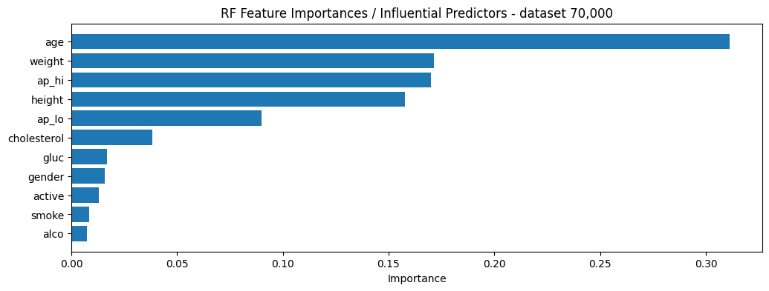 RF Feature Importances / Influential Predictors - dataset 70,000
age
weight
ap_hi
height
ap_lo
cholesterol
gluc
gender
active
smoke
alco
0.00 0.05 0.10 0.15 0.20 0.25 0.30
Importance